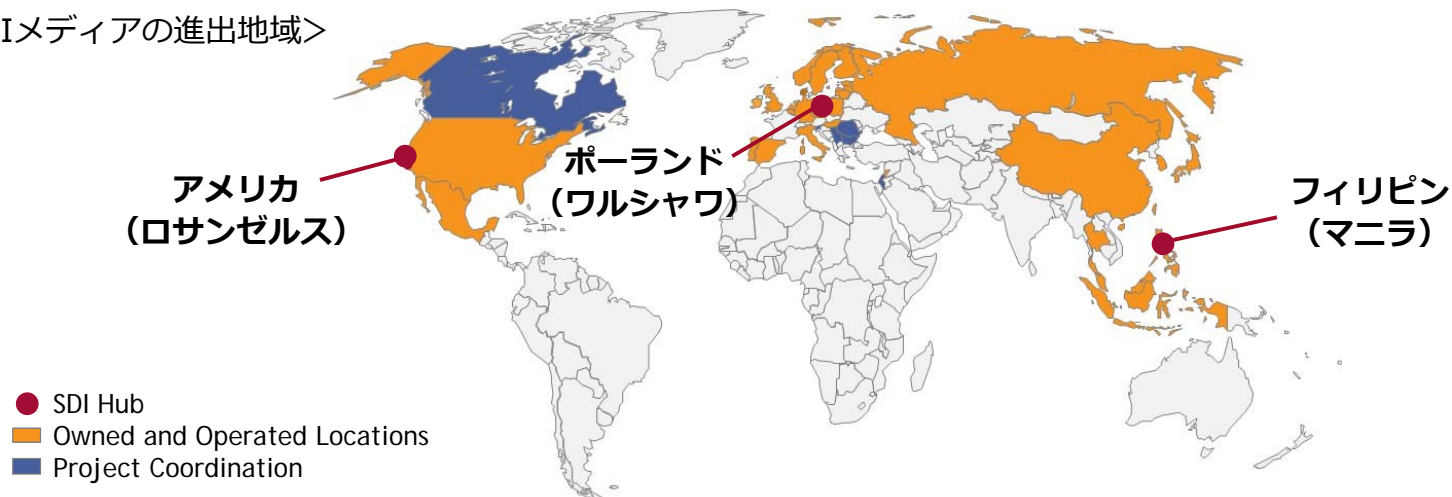 Iメディアの進出地域>
アメリカ
（ロサンゼルス）
ポーランド
（ワルシャワ）
フィリピン
（マニラ）
SDI Hub
Owned and Operated Locations
Project Coordination